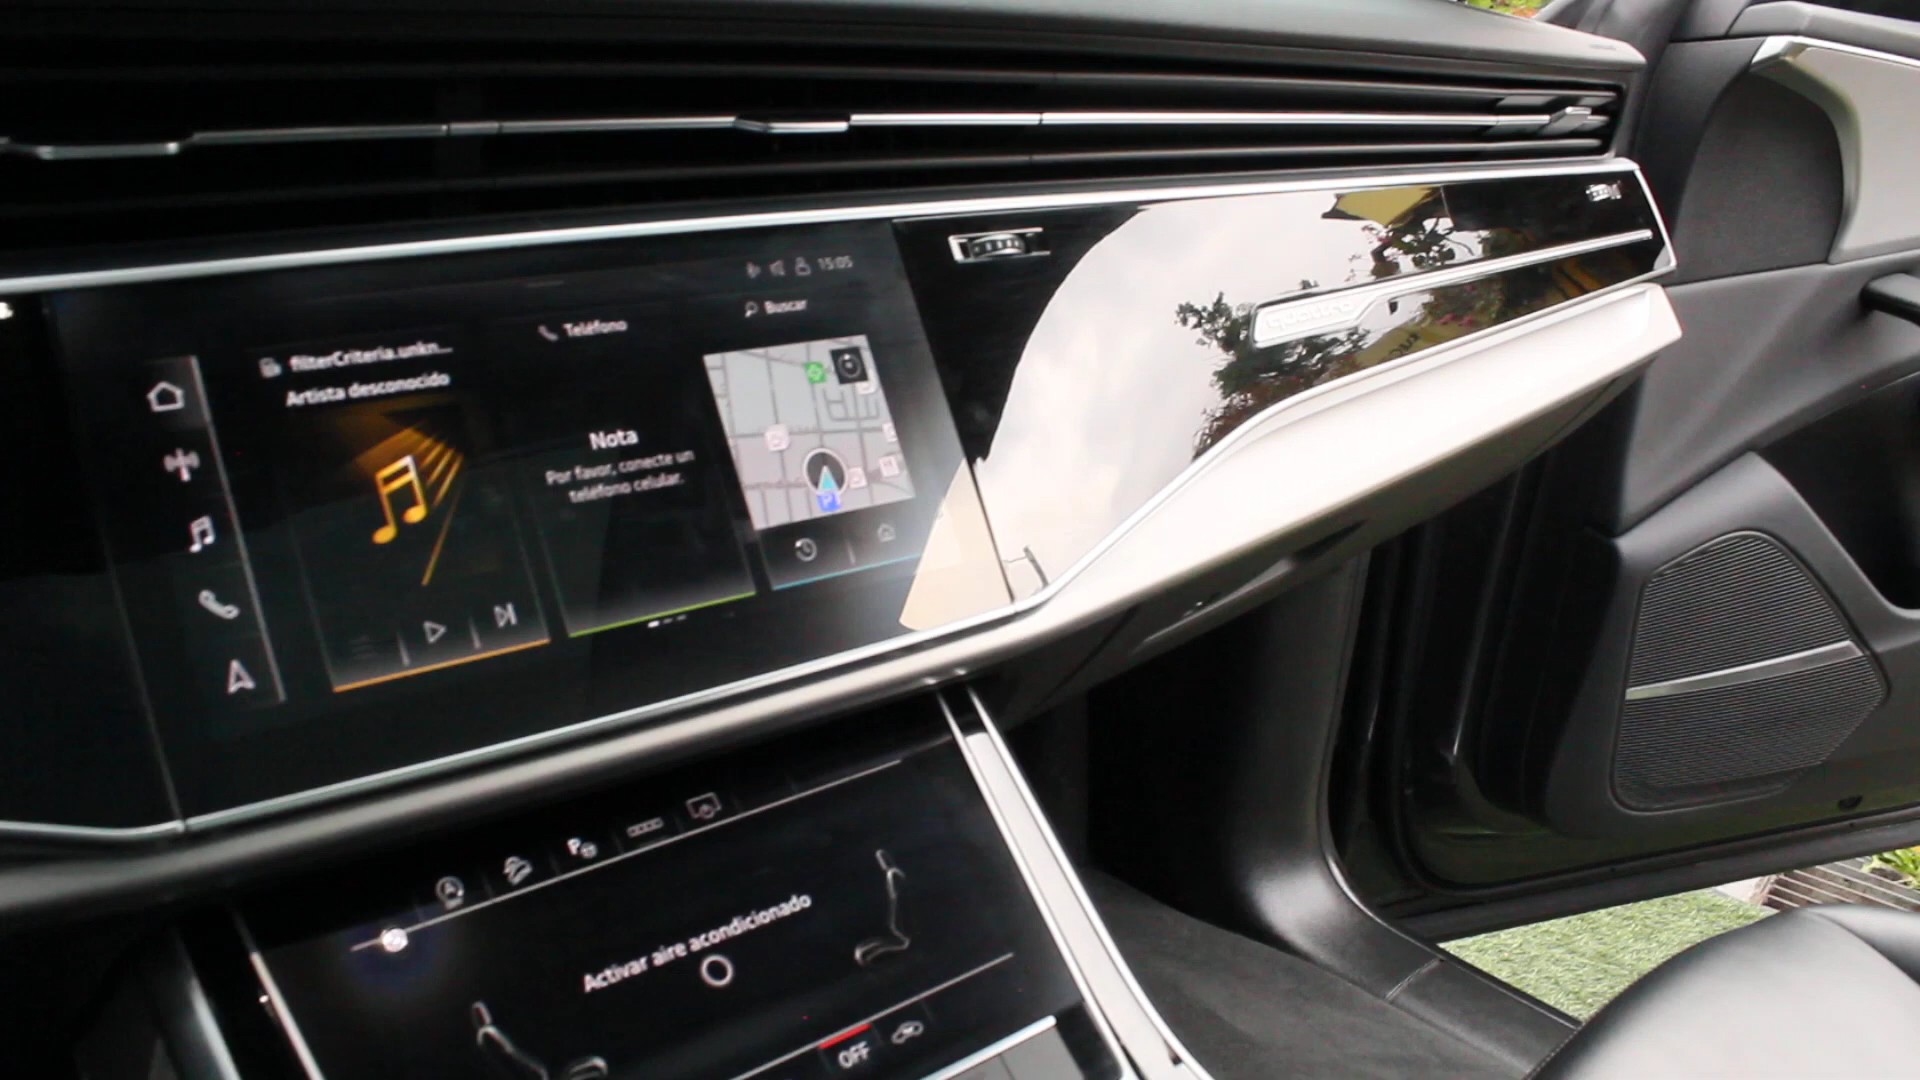 15:05
Buscar
Teléfono
filterCriteria.unkn...
Artista desconocido
Nota
Por favor, conecte un
teléfono celular.
quattro
P
Activar aire acondicionado
OFF